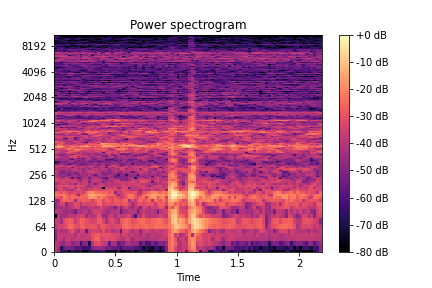 Power spectrogram
Hz
8192
4096
2048
1024
512
256
128
64
0
0 0.5 1 1.5 2
Time
+0 dB
-10 dB
-20 dB
-30 dB
-40 dB
-50 dB
-60 dB
-70 dB
-80 dB